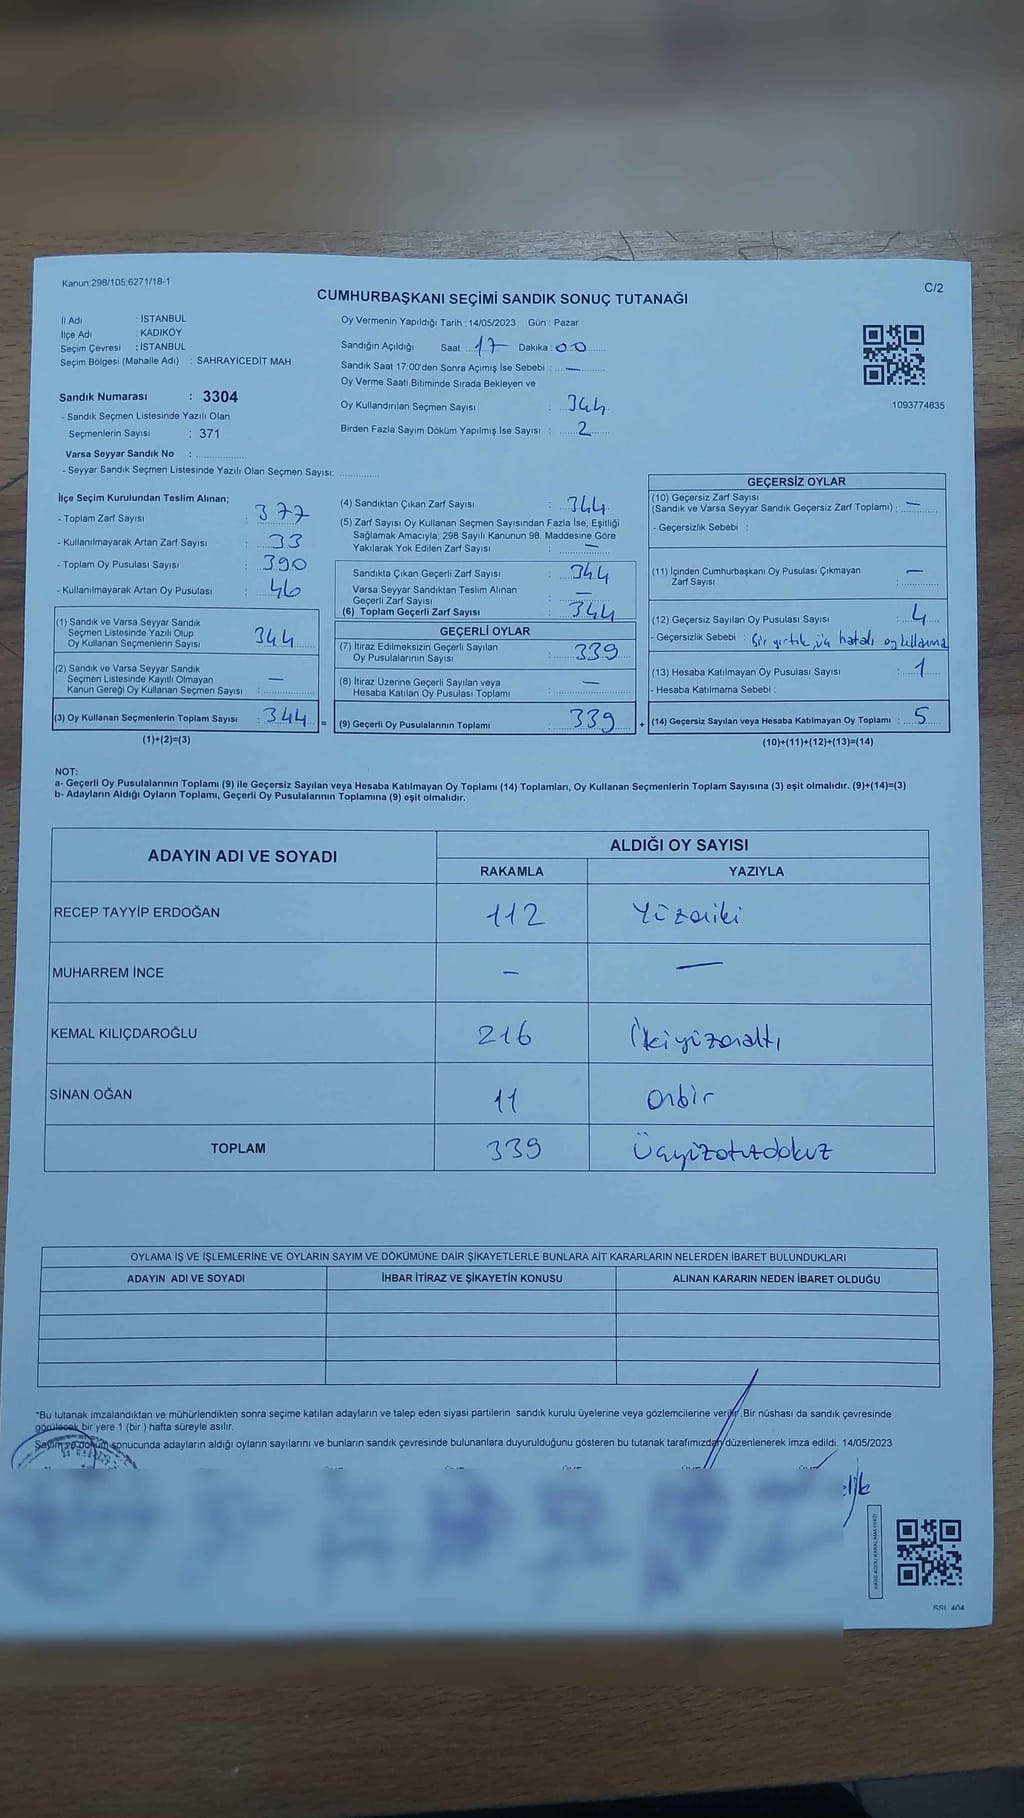 Kanun:298/105;6271/18-1
C/2
CUMHURBAŞKANI SEÇİMİ SANDIK SONUÇ TUTANAĞI
İl Adı : İSTANBUL
İlçe Adı : KADIKÖY
Seçim Çevresi : İSTANBUL
Seçim Bölgesi (Mahalle Adı) : SAHRAYICEDİT MAH.
Sandık Numarası : 3304
- Sandık Seçmen Listesinde Yazılı Olan
Seçmenlerin Sayısı : 371
Varsa Seyyar Sandık No :
- Seyyar Sandık Seçmen Listesinde Yazılı Olan Seçmen Sayısı:
Oy Vermenin Yapıldığı Tarih :14/05/2023 Gün : Pazar
Sandığın Açıldığı Saat : 17 Dakika : 00
Sandık Saat 17:00'den Sonra Açımış İse Sebebi : —
Oy Verme Saati Bitiminde Sırada Bekleyen ve
Oy Kullandırılan Seçmen Sayısı : 344
Birden Fazla Sayım Döküm Yapılmış İse Sayısı : 2
1093774835
İlçe Seçim Kurulundan Teslim Alınan;
- Toplam Zarf Sayısı : 377
- Kullanılmayarak Artan Zarf Sayısı : 33
- Toplam Oy Pusulası Sayısı : 390
- Kullanılmayarak Artan Oy Pusulası : 46
(1) Sandık ve Varsa Seyyar Sandık
Seçmen Listesinde Yazılı Olup
Oy Kullanan Seçmenlerin Sayısı : 344
(2) Sandık ve Varsa Seyyar Sandık
Seçmen Listesinde Kayıtlı Olmayan
Kanun Gereği Oy Kullanan Seçmen Sayısı : —
(3) Oy Kullanan Seçmenlerin Toplam Sayısı : 344 =
(1)+(2)=(3)
(4) Sandıktan Çıkan Zarf Sayısı : 344
(5) Zarf Sayısı Oy Kullanan Seçmen Sayısından Fazla İse, Eşitliği
Sağlamak Amacıyla, 298 Sayılı Kanunun 98. Maddesine Göre
Yakılarak Yok Edilen Zarf Sayısı : —
Sandıkta Çıkan Geçerli Zarf Sayısı : 344
Varsa Seyyar Sandıktan Teslim Alınan
Geçerli Zarf Sayısı : —
(6) Toplam Geçerli Zarf Sayısı : 344
GEÇERLİ OYLAR
(7) İtiraz Edilmeksizin Geçerli Sayılan
Oy Pusulalarının Sayısı : 339
(8) İtiraz Üzerine Geçerli Sayılan veya
Hesaba Katılan Oy Pusulası Toplamı : —
(9) Geçerli Oy Pusulalarının Toplamı : 339 +
GEÇERSİZ OYLAR
(10) Geçersiz Zarf Sayısı
(Sandık ve Varsa Seyyar Sandık Geçersiz Zarf Toplamı) : —
- Geçersizlik Sebebi :
(11) İçinden Cumhurbaşkanı Oy Pusulası Çıkmayan
Zarf Sayısı : —
(12) Geçersiz Sayılan Oy Pusulası Sayısı : 4
- Geçersizlik Sebebi : Bir yırtık, üç hatalı oy kullanma
(13) Hesaba Katılmayan Oy Pusulası Sayısı : 1
- Hesaba Katılmama Sebebi :
(14) Geçersiz Sayılan veya Hesaba Katılmayan Oy Toplamı : 5
(10)+(11)+(12)+(13)=(14)
NOT:
a- Geçerli Oy Pusulalarının Toplamı (9) ile Geçersiz Sayılan veya Hesaba Katılmayan Oy Toplamı (14) Toplamları, Oy Kullanan Seçmenlerin Toplam Sayısına (3) eşit olmalıdır. (9)+(14)=(3)
b- Adayların Aldığı Oyların Toplamı, Geçerli Oy Pusulalarının Toplamına (9) eşit olmalıdır.
ADAYIN ADI VE SOYADI
ALDIĞI OY SAYISI
RAKAMLA YAZIYLA
RECEP TAYYİP ERDOĞAN 112 Yüzoniki
MUHARREM İNCE — —
KEMAL KILIÇDAROĞLU 216 İkiyüzonaltı
SİNAN OĞAN 11 onbir
TOPLAM 339 Üçyüzotuzdokuz
OYLAMA İŞ VE İŞLEMLERİNE VE OYLARIN SAYIM VE DÖKÜMÜNE DAİR ŞİKAYETLERLE BUNLARA AİT KARARLARIN NELERDEN İBARET BULUNDUKLARI
ADAYIN ADI VE SOYADI İHBAR İTİRAZ VE ŞİKAYETİN KONUSU ALINAN KARARIN NEDEN İBARET OLDUĞU
*Bu tutanak imzalandıktan ve mühürlendikten sonra seçime katılan adayların ve talep eden siyasi partilerin sandık kurulu üyelerine veya gözlemcilerine verilir. Bir nüshası da sandık çevresinde
görülecek bir yere 1 (bir ) hafta süreyle asılır.
Sayım ve döküm sonucunda adayların aldığı oyların sayılarını ve bunların sandık çevresinde bulunanlara duyurulduğunu gösteren bu tutanak tarafımızdan düzenlenerek imza edildi. 14/05/2023